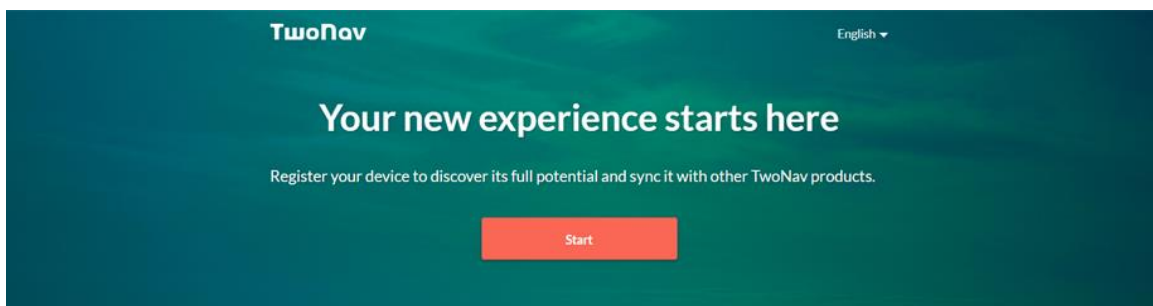 TwoNav
English
Your new experience starts here
Register your device to discover its full potential and sync it with other TwoNav products.
Start